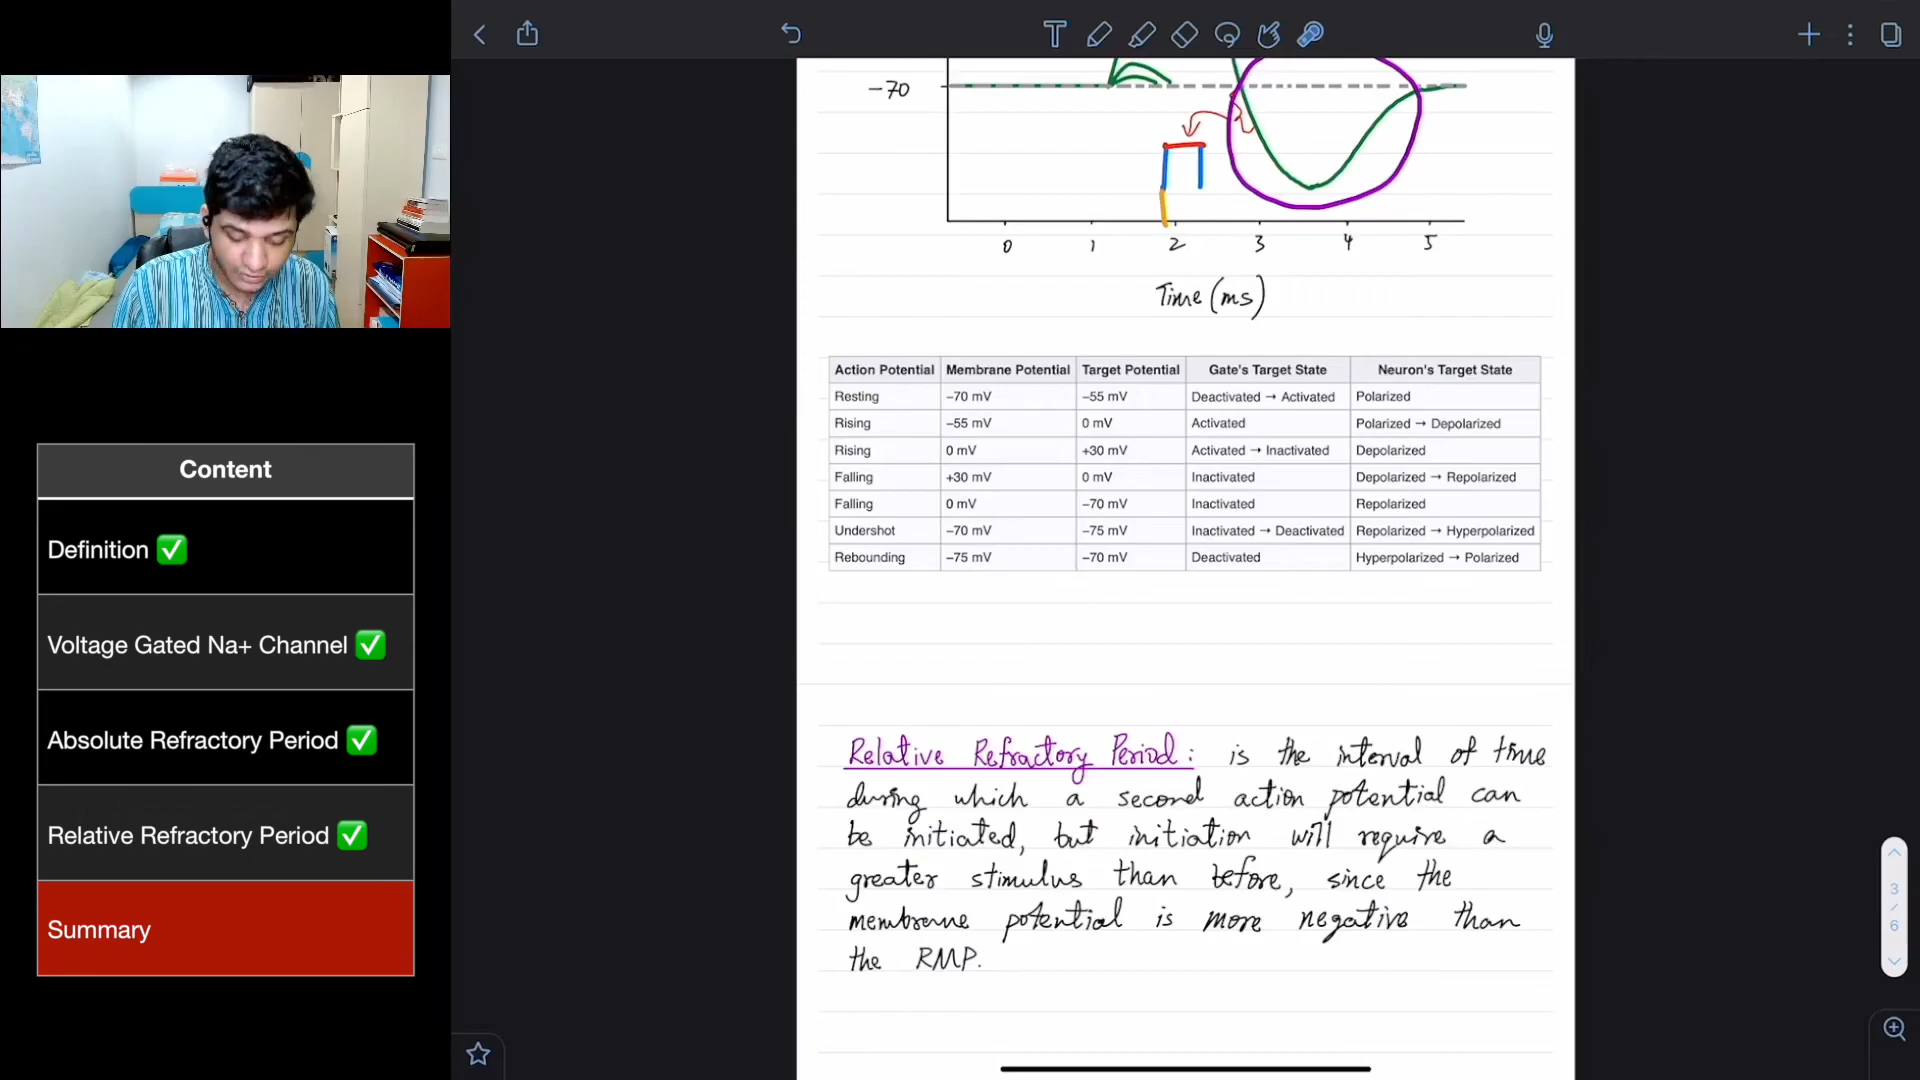 Content
Definition ✅
Voltage Gated Na+ Channel ✅
Absolute Refractory Period ✅
Relative Refractory Period ✅
Summary
-70
0 1 2 3 4 5
Time (ms)
Action Potential Membrane Potential Target Potential Gate's Target State Neuron's Target State
Resting −70 mV −55 mV Deactivated → Activated Polarized
Rising −55 mV 0 mV Activated Polarized → Depolarized
Rising 0 mV +30 mV Activated → Inactivated Depolarized
Falling +30 mV 0 mV Inactivated Depolarized → Repolarized
Falling 0 mV −70 mV Inactivated Repolarized
Undershot −70 mV −75 mV Inactivated → Deactivated Repolarized → Hyperpolarized
Rebounding −75 mV −70 mV Deactivated Hyperpolarized → Polarized
Relative Refractory Period: is the interval of time
during which a second action potential can
be initiated, but initiation will require a
greater stimulus than before, since the
membrane potential is more negative than
the RMP.
3
/
6